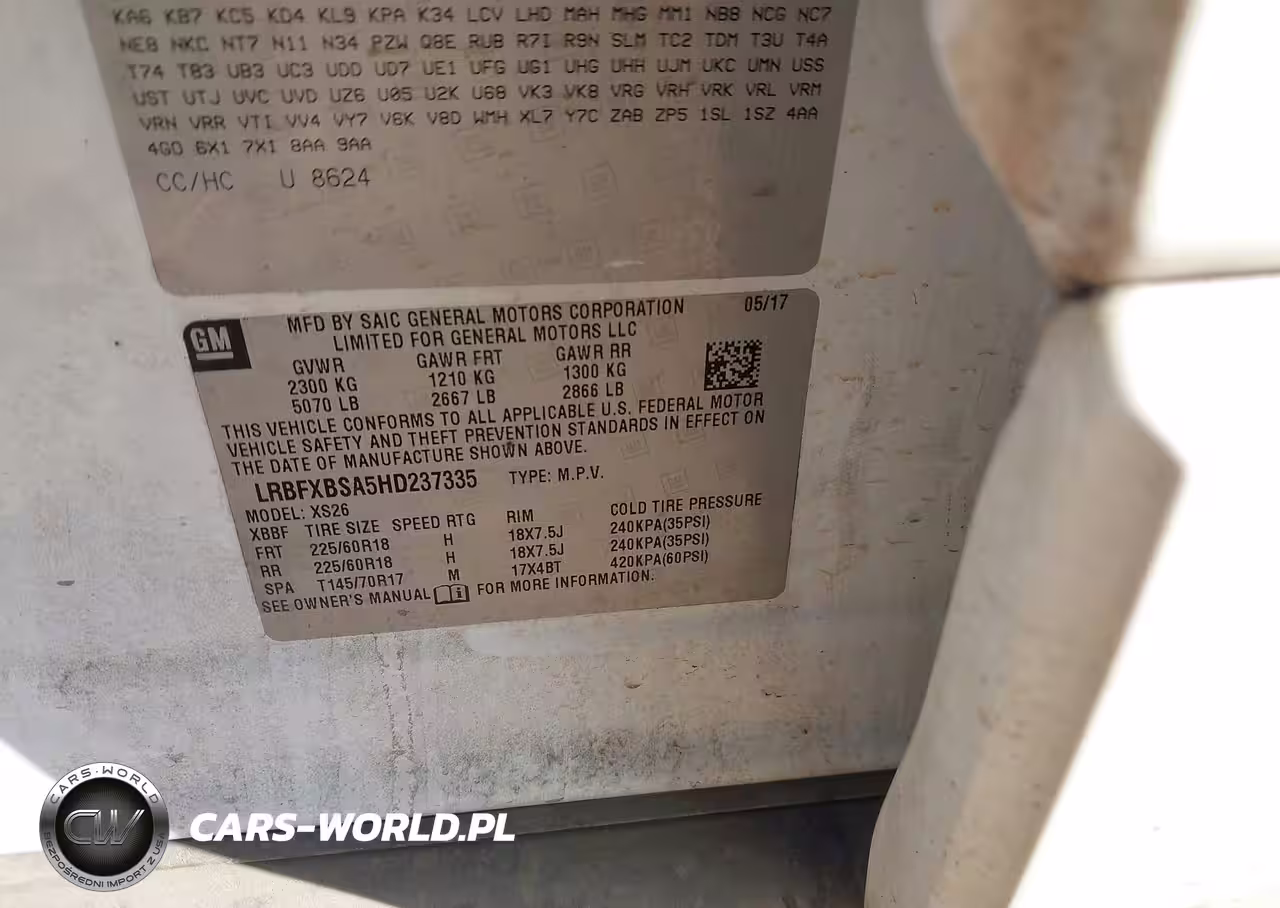 KA6 KB7 KC5 KD4 KL9 KPA K34 LCV LHD MAH MHG MM1 NB8 NCG NC7
NE8 NKC NT7 N11 N34 PZW Q8E RUB R7I R9N SLM TC2 TDM T3U T4A
T74 T83 UB3 UC3 UDD UD7 UE1 UFG UG1 UHG UHH UJM UKC UMN USS
UST UTJ UVC UVD UZ6 U05 U2K U68 VK3 VK8 VRG VRH VRK VRL VRM
VRN VRR VTI VV4 VY7 V6K V8D WMH XL7 Y7C ZAB ZP5 1SL 1SZ 4AA
4G0 6X1 7X1 8AA 9AA
CC/HC U 8624
GM
MFD BY SAIC GENERAL MOTORS CORPORATION 05/17
LIMITED FOR GENERAL MOTORS LLC
GVWR GAWR FRT GAWR RR
2300 KG 1210 KG 1300 KG
5070 LB 2667 LB 2866 LB
THIS VEHICLE CONFORMS TO ALL APPLICABLE U.S. FEDERAL MOTOR
VEHICLE SAFETY AND THEFT PREVENTION STANDARDS IN EFFECT ON
THE DATE OF MANUFACTURE SHOWN ABOVE.
LRBFXBSA5HD237335 TYPE: M.P.V.
MODEL: XS26
XBBF TIRE SIZE SPEED RTG RIM COLD TIRE PRESSURE
FRT 225/60R18 H 18X7.5J 240KPA(35PSI)
RR 225/60R18 H 18X7.5J 240KPA(35PSI)
SPA T145/70R17 M 17X4BT 420KPA(60PSI)
SEE OWNER'S MANUAL FOR MORE INFORMATION.
CARS-WORLD
CW
BEZPOŚREDNI IMPORT Z USA
CARS-WORLD.PL